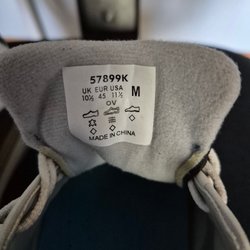 57899K
UK EUR USA M
10½ 45 11½
OV
MADE IN CHINA